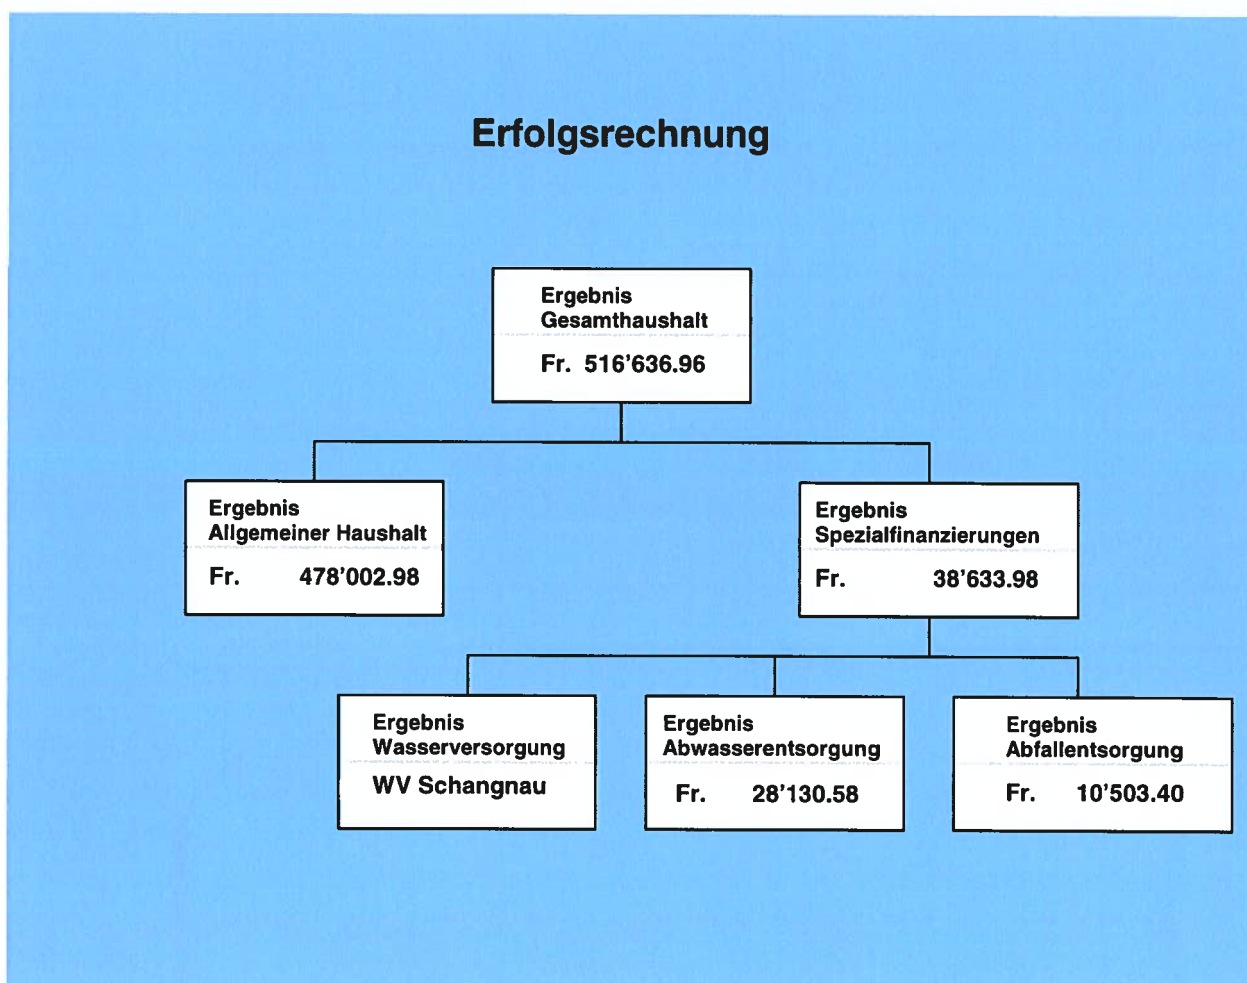 Erfolgsrechnung
Ergebnis
Gesamthaushalt
Fr. 516'636.96
Ergebnis
Allgemeiner Haushalt
Fr. 478'002.98
Ergebnis
Spezialfinanzierungen
Fr. 38'633.98
Ergebnis
Wasserversorgung
WV Schangnau
Ergebnis
Abwasserentsorgung
Fr. 28'130.58
Ergebnis
Abfallentsorgung
Fr. 10'503.40